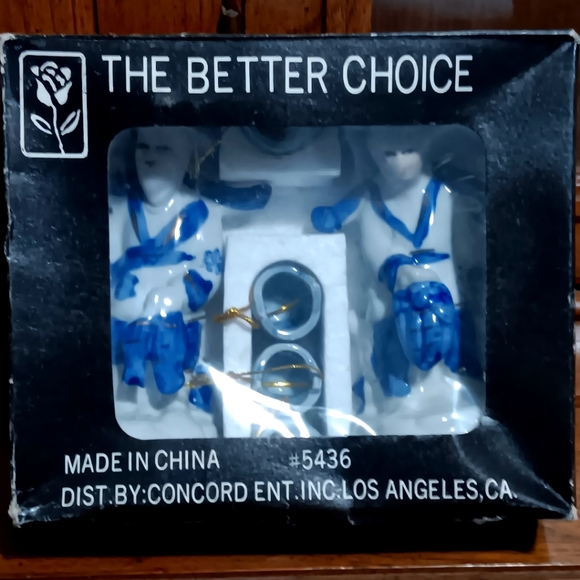 THE BETTER CHOICE
MADE IN CHINA #5436
DIST.BY:CONCORD ENT.INC.LOS ANGELES,CA.